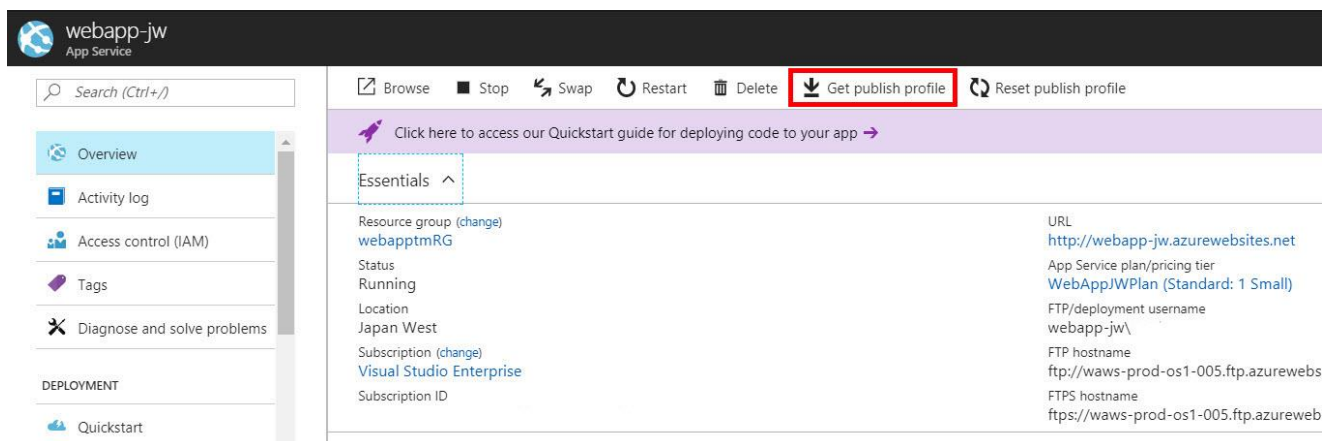 webapp-jw
App Service
Search (Ctrl+/)
Overview
Activity log
Access control (IAM)
Tags
Diagnose and solve problems
DEPLOYMENT
Quickstart
Browse Stop Swap Restart Delete Get publish profile Reset publish profile
Click here to access our Quickstart guide for deploying code to your app →
Essentials
Resource group (change)
webapptmRG
Status
Running
Location
Japan West
Subscription (change)
Visual Studio Enterprise
Subscription ID
URL
http://webapp-jw.azurewebsites.net
App Service plan/pricing tier
WebAppJWPlan (Standard: 1 Small)
FTP/deployment username
webapp-jw\
FTP hostname
ftp://waws-prod-os1-005.ftp.azurewebs
FTPS hostname
ftps://waws-prod-os1-005.ftp.azureweb